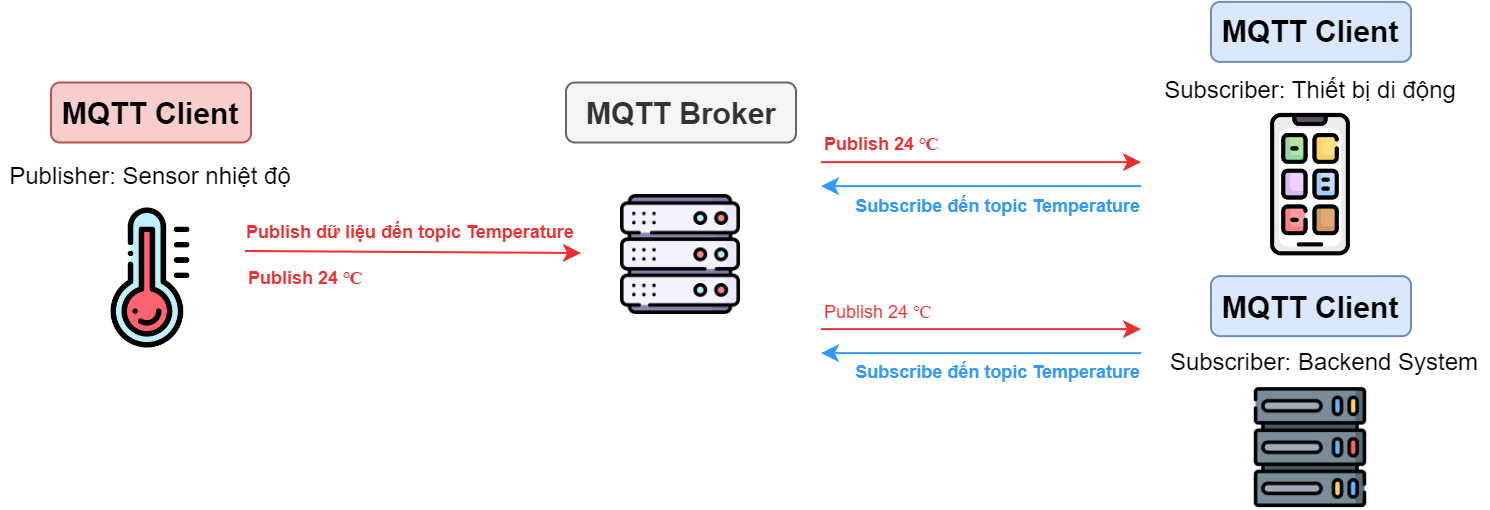 MQTT Client
Publisher: Sensor nhiệt độ
Publish dữ liệu đến topic Temperature
Publish 24 ℃
MQTT Broker
MQTT Client
Subscriber: Thiết bị di động
Publish 24 ℃
Subscribe đến topic Temperature
MQTT Client
Subscriber: Backend System
Publish 24 ℃
Subscribe đến topic Temperature